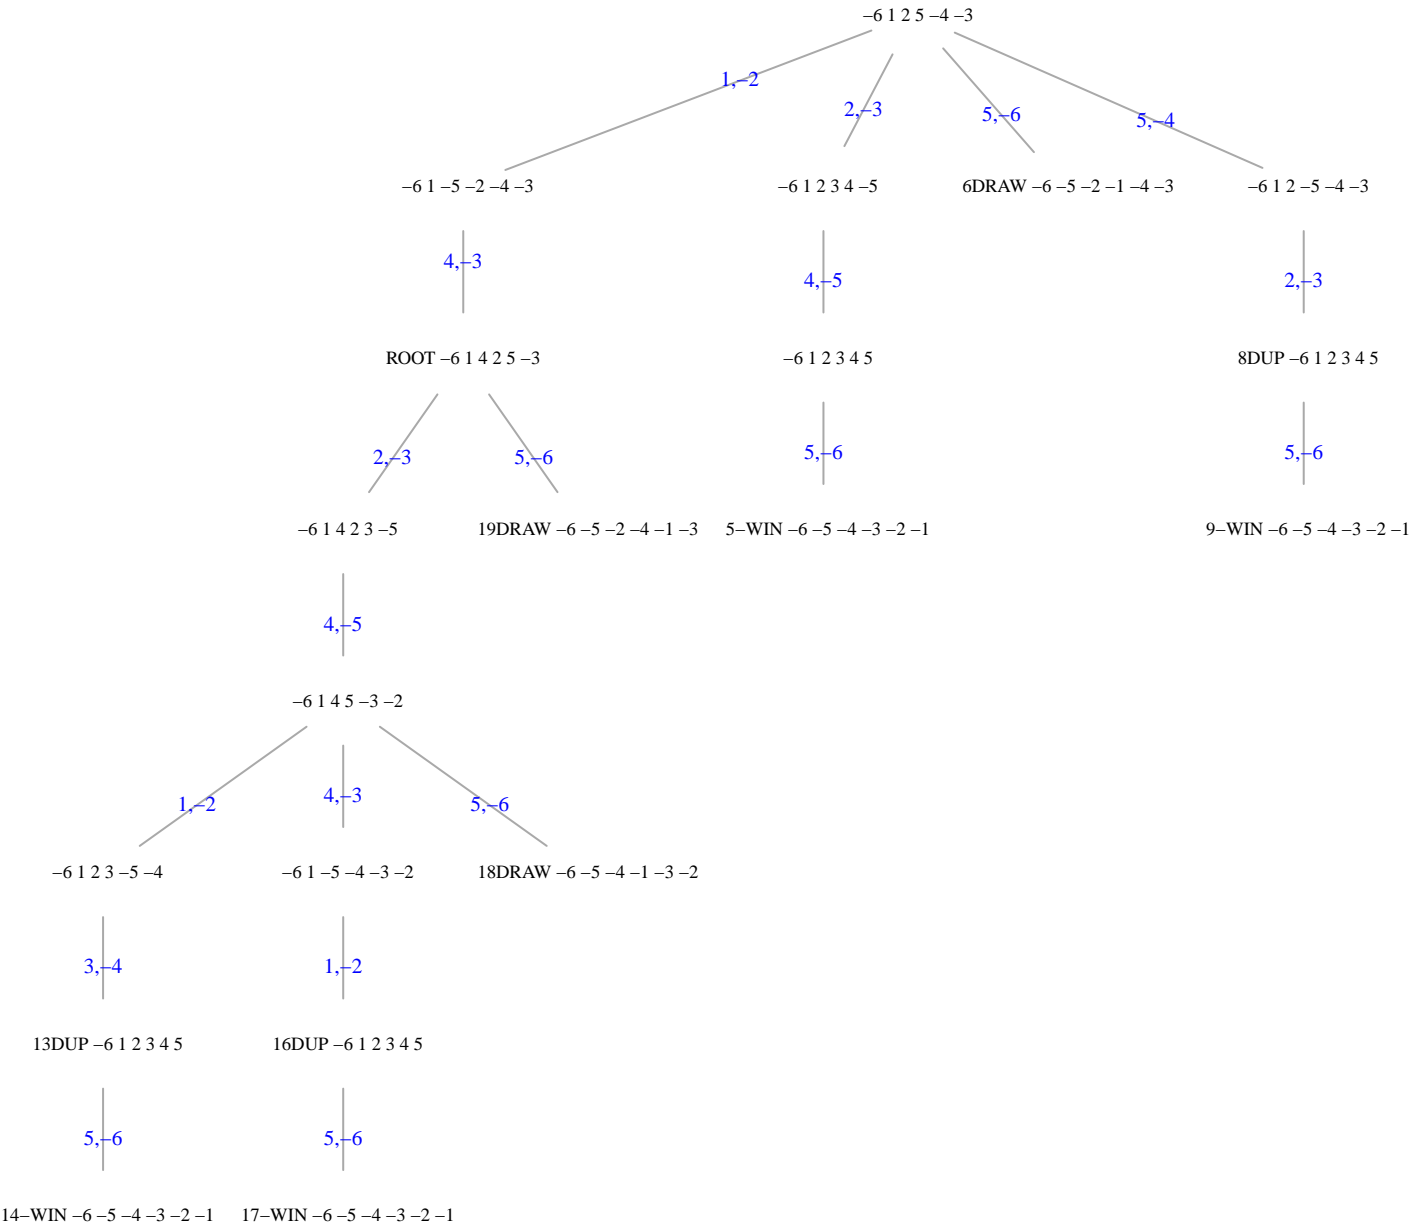 –6 1 2 5 –4 –3
1,–2
2,–3
5,–6
5,–4
–6 1 –5 –2 –4 –3
–6 1 2 3 4 –5
6DRAW –6 –5 –2 –1 –4 –3
–6 1 2 –5 –4 –3
4,–3
4,–5
2,–3
ROOT –6 1 4 2 5 –3
–6 1 2 3 4 5
8DUP –6 1 2 3 4 5
2,–3
5,–6
5,–6
5,–6
–6 1 4 2 3 –5
19DRAW –6 –5 –2 –4 –1 –3
5–WIN –6 –5 –4 –3 –2 –1
9–WIN –6 –5 –4 –3 –2 –1
4,–5
–6 1 4 5 –3 –2
1,–2
4,–3
5,–6
–6 1 2 3 –5 –4
–6 1 –5 –4 –3 –2
18DRAW –6 –5 –4 –1 –3 –2
3,–4
1,–2
13DUP –6 1 2 3 4 5
16DUP –6 1 2 3 4 5
5,–6
5,–6
14–WIN –6 –5 –4 –3 –2 –1
17–WIN –6 –5 –4 –3 –2 –1